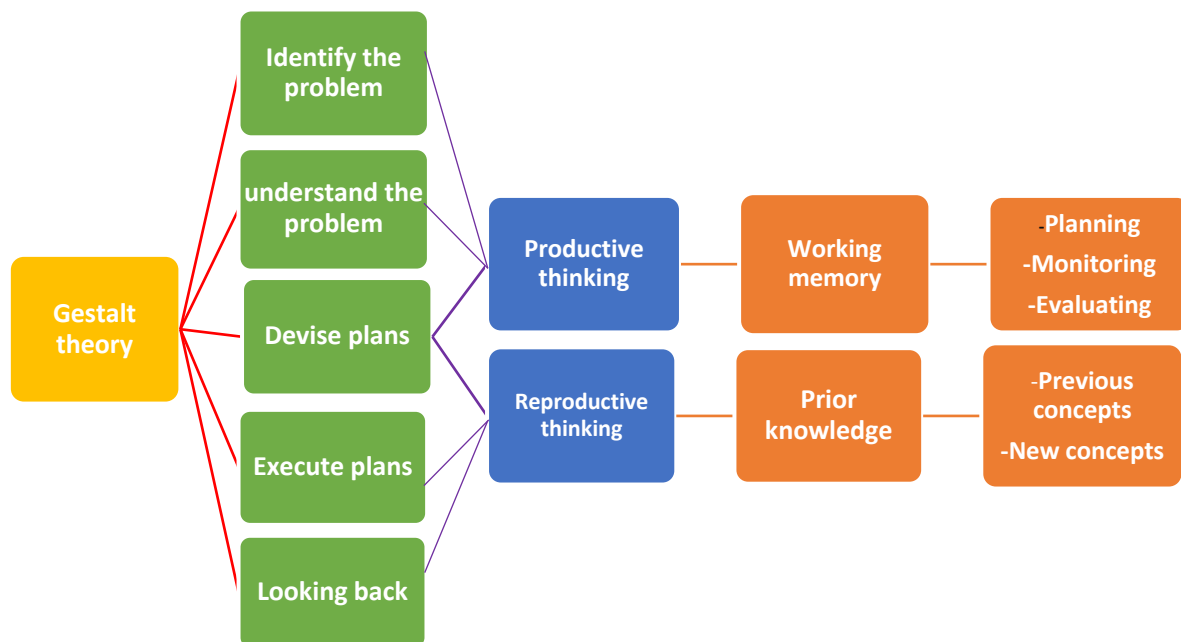 Identify the
problem
understand the
problem
Devise plans
Execute plans
Looking back
Gestalt
theory
Productive
thinking
Reproductive
thinking
Working
memory
Prior
knowledge
-Planning
-Monitoring
-Evaluating
-Previous
concepts
-New concepts